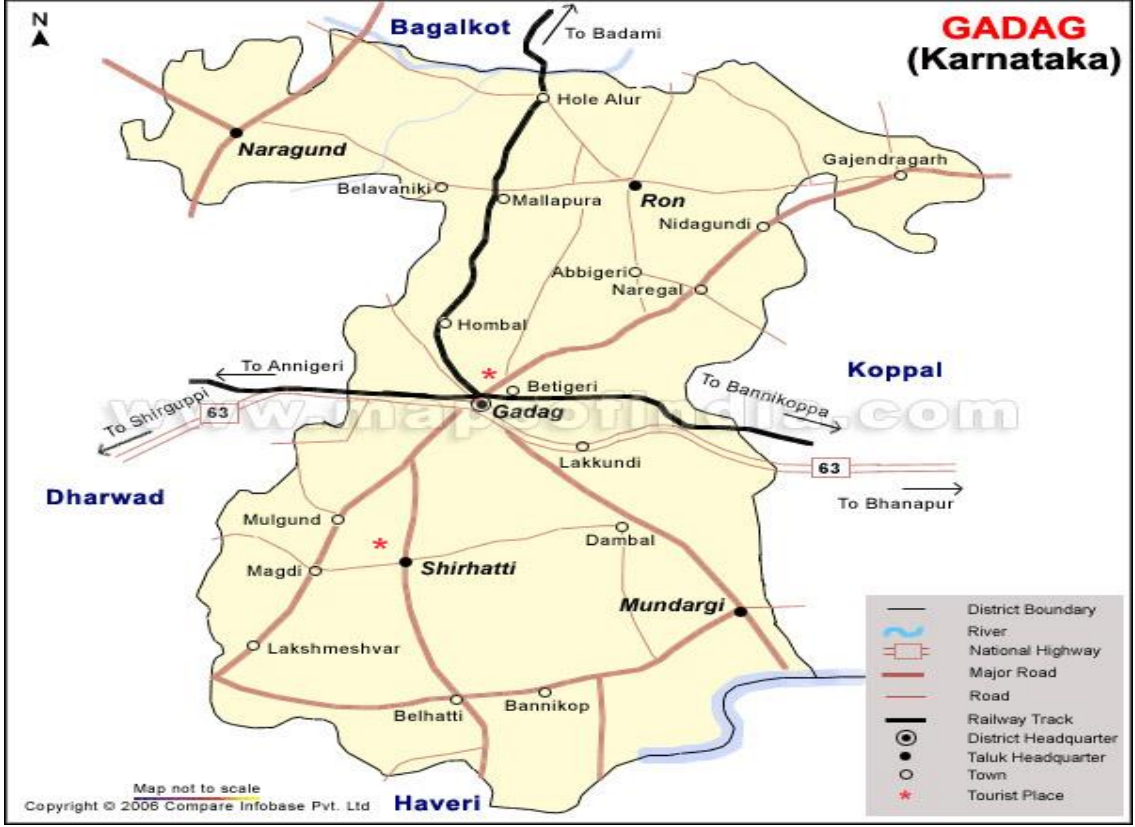 N
Bagalkot
To Badami
GADAG
(Karnataka)
Hole Alur
Naragund
Gajendragarh
Belavaniki
Mallapura
Ron
Nidagundi
Abbigeri
Naregal
Hombal
To Annigeri
Koppal
Betigeri
To Bannikoppa
To Shirguppi
63
www.mapsofindia.com
Gadag
Lakkundi
63
To Bhanapur
Dharwad
Mulgund
Dambal
Magdi
Shirhatti
Mundargi
Lakshmeshvar
Belhatti
Bannikop
District Boundary
River
National Highway
Major Road
Road
Railway Track
District Headquarter
Taluk Headquarter
Town
Tourist Place
Map not to scale
Copyright © 2006 Compare Infobase Pvt. Ltd
Haveri